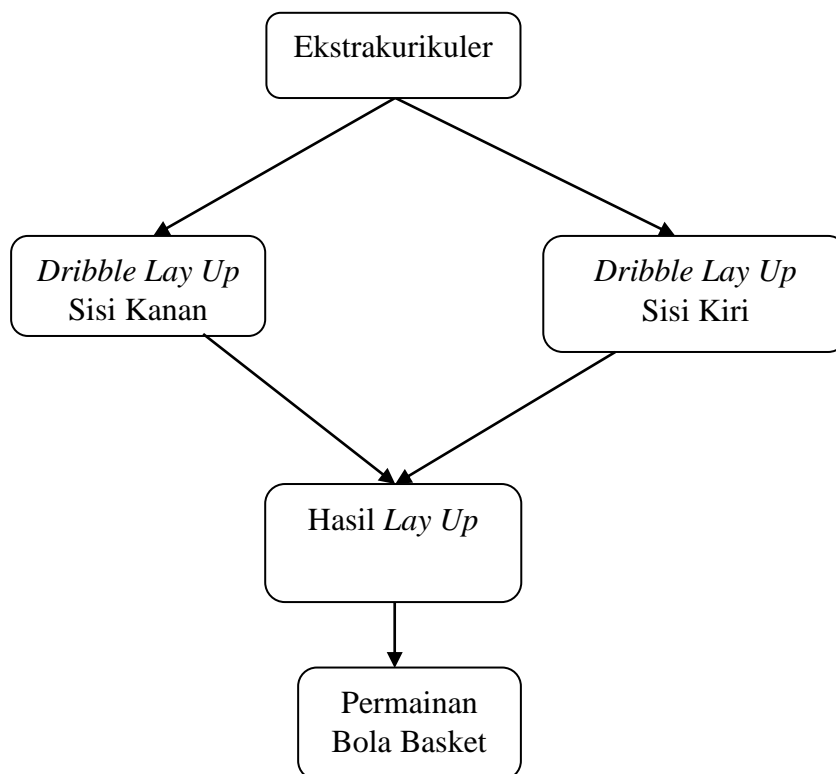 Ekstrakurikuler
Dribble Lay Up
Sisi Kanan
Dribble Lay Up
Sisi Kiri
Hasil Lay Up
Permainan
Bola Basket